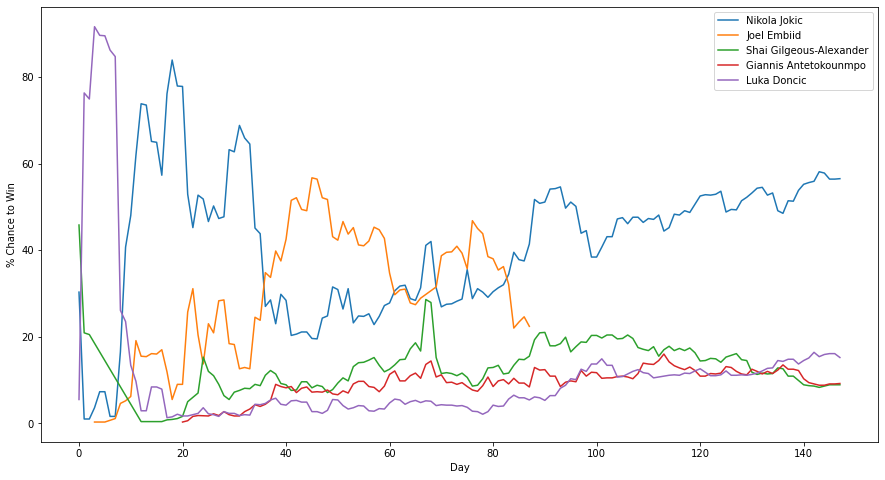 Nikola Jokic
Joel Embiid
Shai Gilgeous-Alexander
Giannis Antetokounmpo
Luka Doncic
% Chance to Win
80
60
40
20
0
0 20 40 60 80 100 120 140
Day